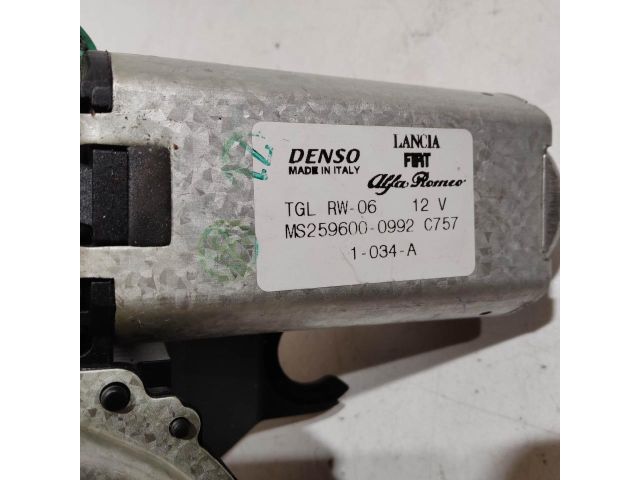 DENSO
MADE IN ITALY
LANCIA
FIAT
Alfa Romeo
TGL RW-06 12 V
MS259600-0992 C757
1-034-A